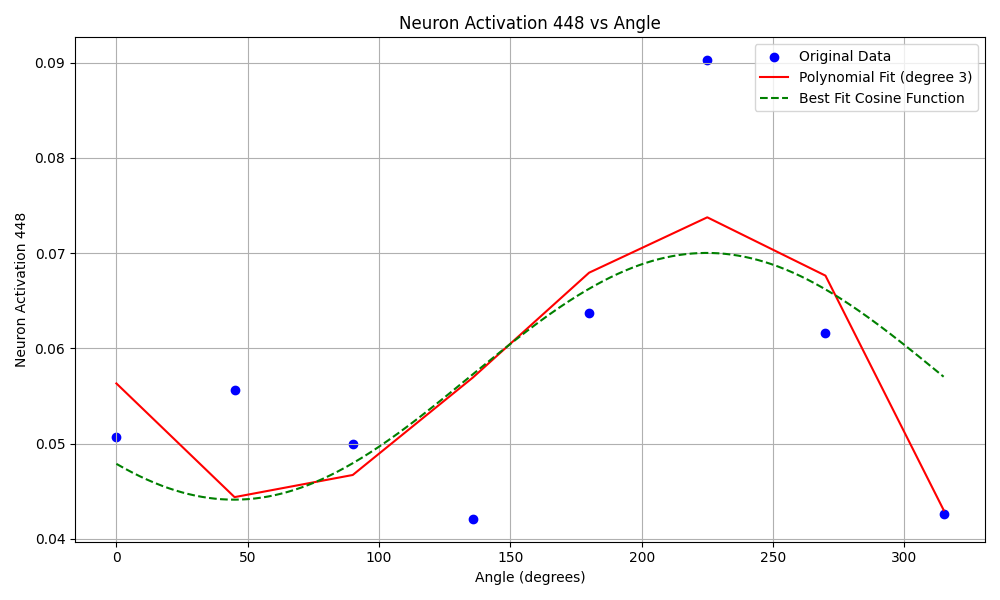 Neuron Activation 448 vs Angle
Original Data
Polynomial Fit (degree 3)
Best Fit Cosine Function
Neuron Activation 448
0.09
0.08
0.07
0.06
0.05
0.04
0
50
100
150
200
250
300
Angle (degrees)